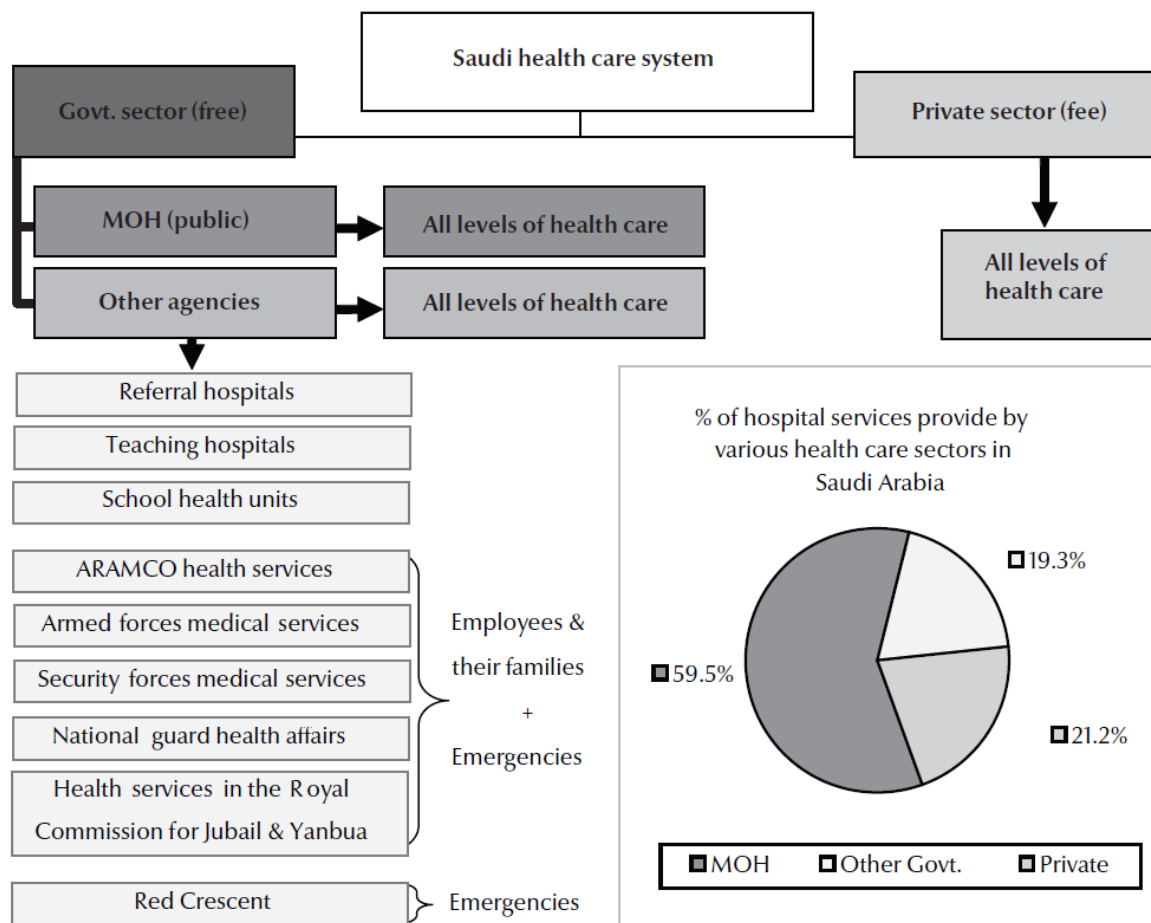 Saudi health care system
Govt. sector (free)
Private sector (fee)
MOH (public)
All levels of health care
Other agencies
All levels of health care
All levels of
health care
Referral hospitals
Teaching hospitals
School health units
ARAMCO health services
Armed forces medical services
Security forces medical services
National guard health affairs
Health services in the Royal
Commission for Jubail & Yanbua
Employees &
their families
+
Emergencies
Red Crescent
Emergencies
% of hospital services provide by
various health care sectors in
Saudi Arabia
19.3%
59.5%
21.2%
MOH
Other Govt.
Private